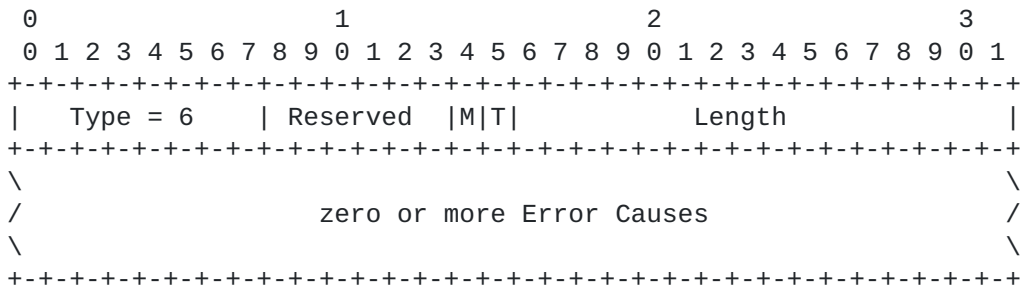 0                   1                   2                   3
 0 1 2 3 4 5 6 7 8 9 0 1 2 3 4 5 6 7 8 9 0 1 2 3 4 5 6 7 8 9 0 1
+-+-+-+-+-+-+-+-+-+-+-+-+-+-+-+-+-+-+-+-+-+-+-+-+-+-+-+-+-+-+-+-+
|   Type = 6    | Reserved  |M|T|           Length              |
+-+-+-+-+-+-+-+-+-+-+-+-+-+-+-+-+-+-+-+-+-+-+-+-+-+-+-+-+-+-+-+-+
\                                                               \
/                   zero or more Error Causes                   /
\                                                               \
+-+-+-+-+-+-+-+-+-+-+-+-+-+-+-+-+-+-+-+-+-+-+-+-+-+-+-+-+-+-+-+-+